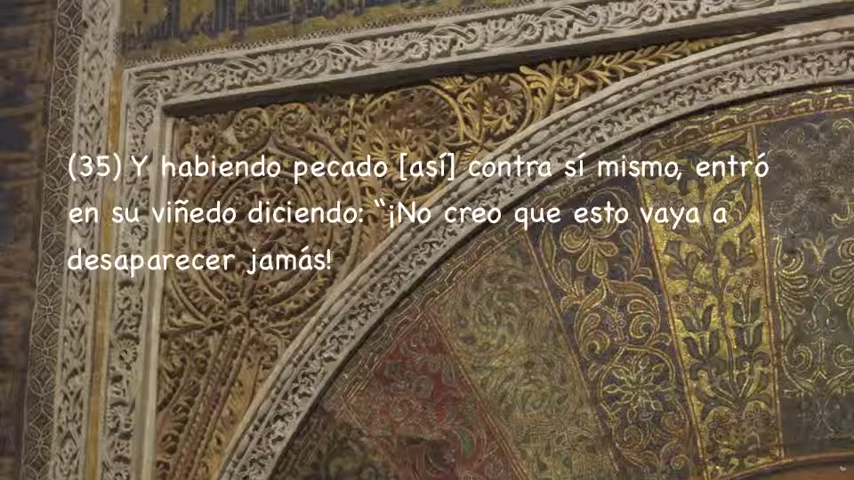 (35) Y habiendo pecado [así] contra sí mismo, entró
en su viñedo diciendo: “¡No creo que esto vaya a
desaparecer jamás!